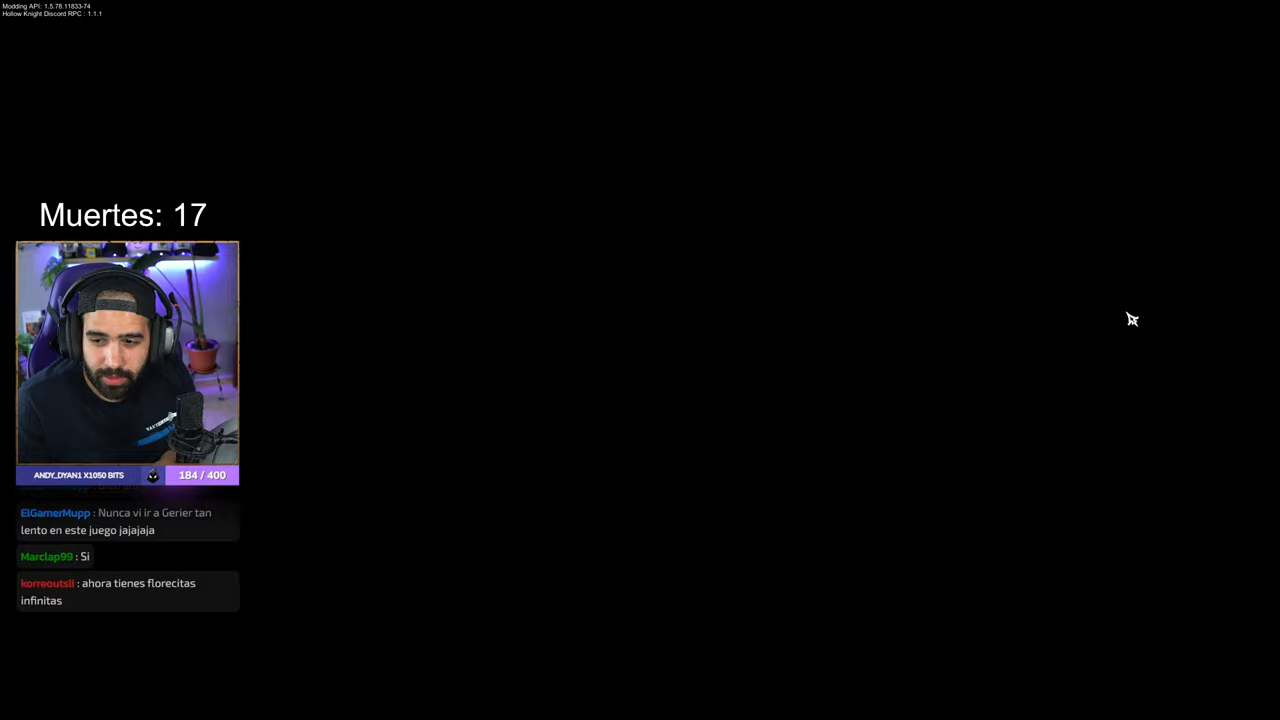 Modding API: 1.5.78.11833-74
Hollow Knight Discord RPC : 1.1.1
Muertes: 17
ANDY_DYAN1 X1050 BITS
184 / 400
ElGamerMupp : Nunca vi ir a Gerier tan
lento en este juego jajajaja
Marclap99 : Si
korreoutsli : ahora tienes florecitas
infinitas